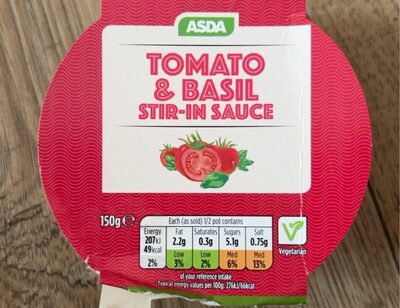 ASDA
TOMATO
& BASIL
STIR-IN SAUCE
150g℮
Each (as sold) 1/2 pot contains
Energy Fat Saturates Sugars Salt
207kJ 2.2g 0.3g 5.1g 0.75g
49kcal Low Low Med Med
2% 3% 2% 6% 13%
of your reference intake
Typical energy values per 100g: 276kJ/66kcal
V
Vegetarian